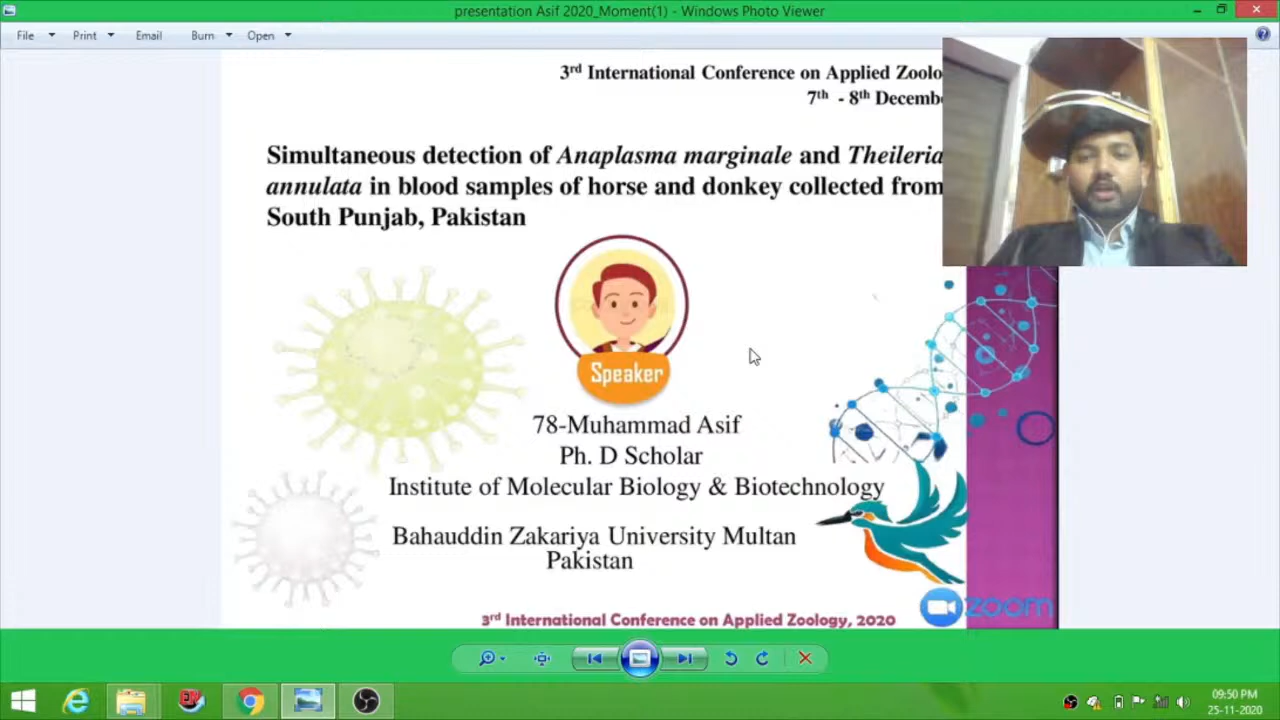 presentation Asif 2020_Moment(1) - Windows Photo Viewer
File Print Email Burn Open
3rd International Conference on Applied Zoolo
7th - 8th Decembe
Simultaneous detection of Anaplasma marginale and Theileria
annulata in blood samples of horse and donkey collected from
South Punjab, Pakistan
Speaker
78-Muhammad Asif
Ph. D Scholar
Institute of Molecular Biology & Biotechnology
Bahauddin Zakariya University Multan
Pakistan
3rd International Conference on Applied Zoology, 2020
zoom
09:50 PM
25-11-2020